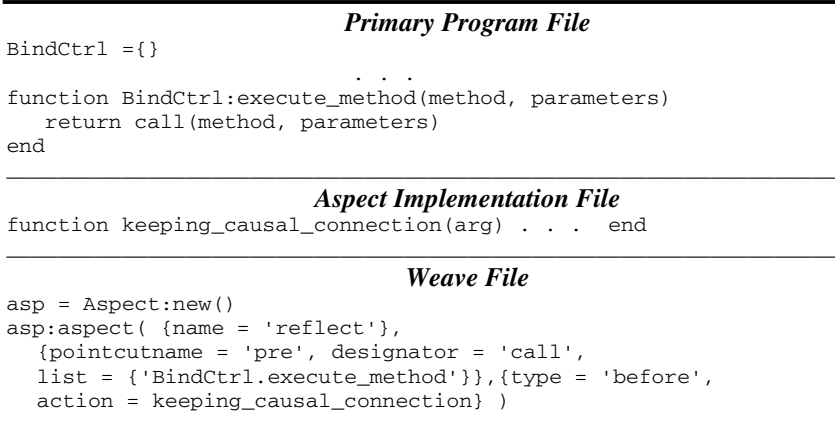 Primary Program File
BindCtrl ={}
. . .
function BindCtrl:execute_method(method, parameters)
return call(method, parameters)
end
Aspect Implementation File
function keeping_causal_connection(arg) . . . end
Weave File
asp = Aspect:new()
asp:aspect( {name = 'reflect'},
{pointcutname = 'pre', designator = 'call',
list = {'BindCtrl.execute_method'}},{type = 'before',
action = keeping_causal_connection} )